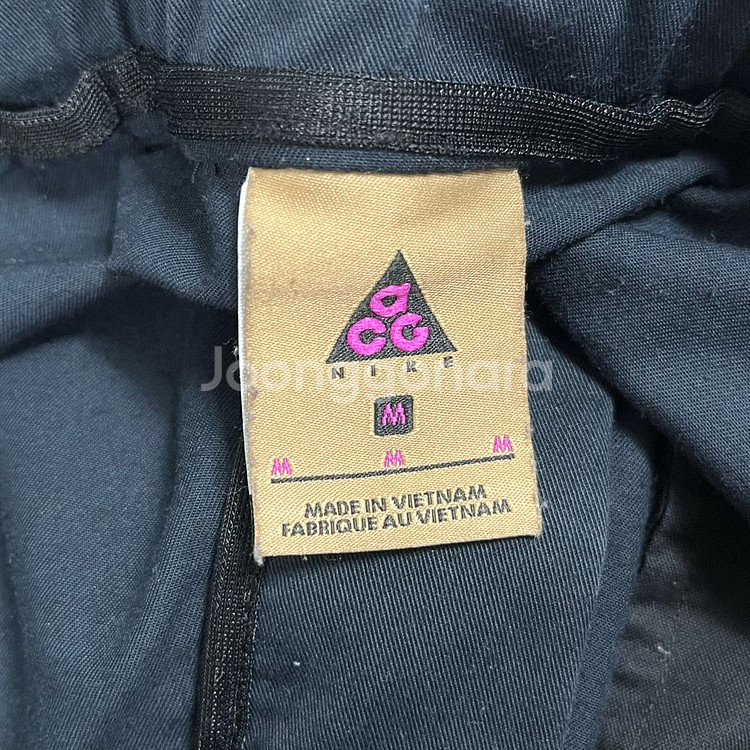 aCG
NIKE
M
M M M
MADE IN VIETNAM
FABRIQUE AU VIETNAM
Joongonara